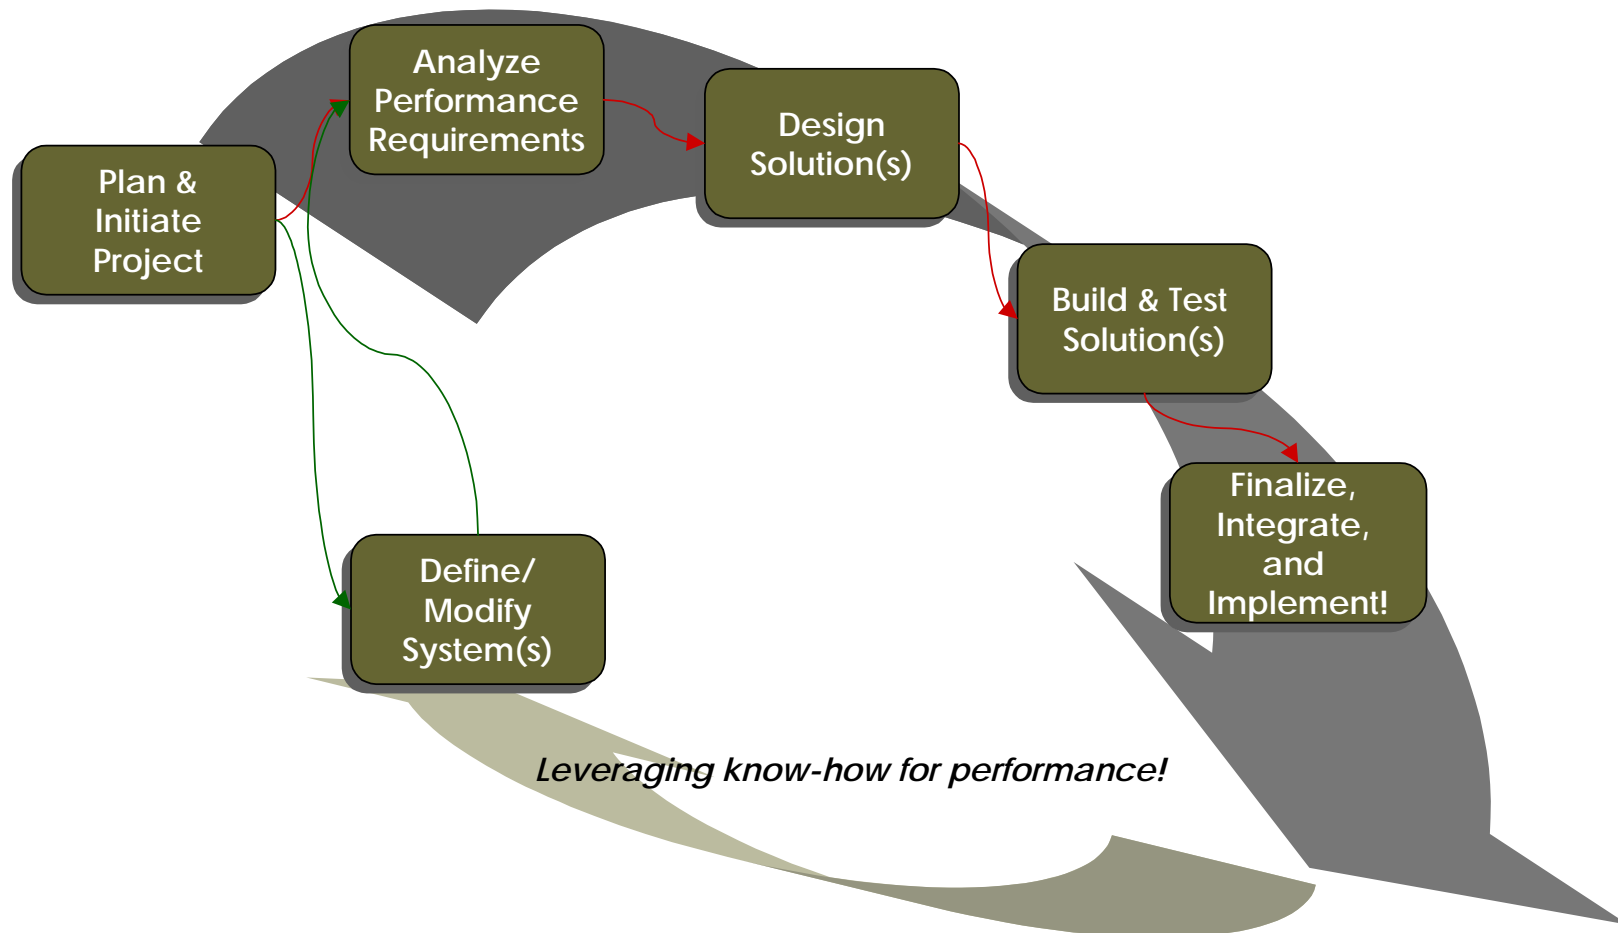 Analyze
Performance
Requirements
Design
Solution(s)
Plan &
Initiate
Project
Build & Test
Solution(s)
Finalize,
Integrate,
and
Implement!
Define/
Modify
System(s)
Leveraging know-how for performance!